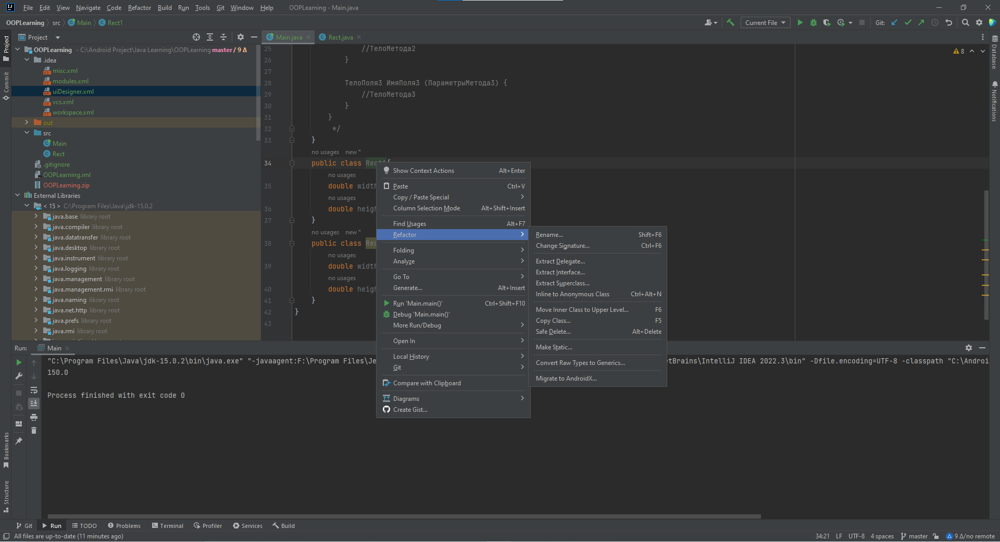 File Edit View Navigate Code Refactor Build Run Tools Git Window Help OOPLearning - Main.java
OOPLearning src Main Rect1
Current File Git:
Project
Main.java Rect.java
Project
Commit
Bookmarks
Structure
OOPLearning - C:\Android Project\Java Learning\OOPLearning master / 9 Δ
.idea
misc.xml
modules.xml
uiDesigner.xml
vcs.xml
workspace.xml
out
src
Main
Rect
.gitignore
OOPLearning.iml
OOPLearning.zip
External Libraries
< 15 > C:\Program Files\Java\jdk-15.0.2
java.base library root
java.compiler library root
java.datatransfer library root
java.desktop library root
java.instrument library root
java.logging library root
java.management library root
java.management.rmi library root
java.naming library root
java.net.http library root
java.prefs library root
java.rmi library root
25 //ТелоМетода2
26 }
27
28 ТелоПоля3 ИмяПоля3 (ПараметрыМетода3) {
29 //ТелоМетода3
30 }
31 }
32 */
33 }
no usages new *
34 public class Rect1{
no usages
35 double width
no usages
36 double heigh
37 }
no usages new *
38 public class Rec
no usages
39 double width
no usages
40 double heigh
41 }
42 }
43
8
Database
Notifications
Show Context Actions Alt+Enter
Paste Ctrl+V
Copy / Paste Special
Column Selection Mode Alt+Shift+Insert
Find Usages Alt+F7
Refactor
Folding
Analyze
Go To
Generate... Alt+Insert
Run 'Main.main()' Ctrl+Shift+F10
Debug 'Main.main()'
More Run/Debug
Open In
Local History
Git
Compare with Clipboard
Diagrams
Create Gist...
Rename... Shift+F6
Change Signature... Ctrl+F6
Extract Delegate...
Extract Interface...
Extract Superclass...
Inline to Anonymous Class Ctrl+Alt+N
Move Inner Class to Upper Level... F6
Copy Class... F5
Safe Delete... Alt+Delete
Make Static...
Convert Raw Types to Generics...
Migrate to AndroidX...
Run: Main
"C:\Program Files\Java\jdk-15.0.2\bin\java.exe" "-javaagent:F:\Program Files\Je etBrains\IntelliJ IDEA 2022.3\bin" -Dfile.encoding=UTF-8 -classpath "C:\Androi
150.0
Process finished with exit code 0
Git Run TODO Problems Terminal Profiler Services Build
All files are up-to-date (11 minutes ago) 34:21 LF UTF-8 4 spaces master 9 Δ/no remote